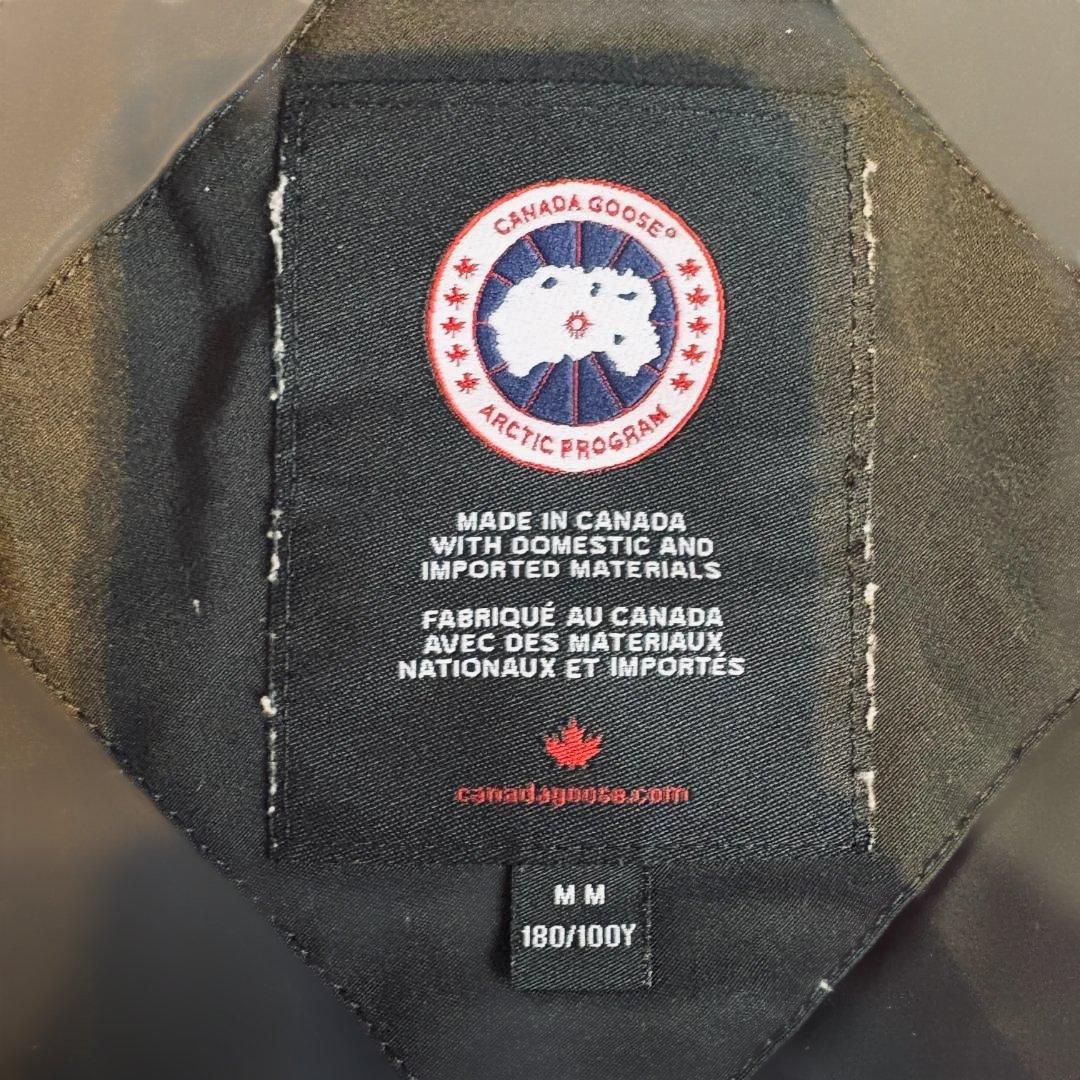 CANADA GOOSE®
ARCTIC PROGRAM
MADE IN CANADA
WITH DOMESTIC AND
IMPORTED MATERIALS
FABRIQUÉ AU CANADA
AVEC DES MATERIAUX
NATIONAUX ET IMPORTÉS
canadagoose.com
M M
180/100Y